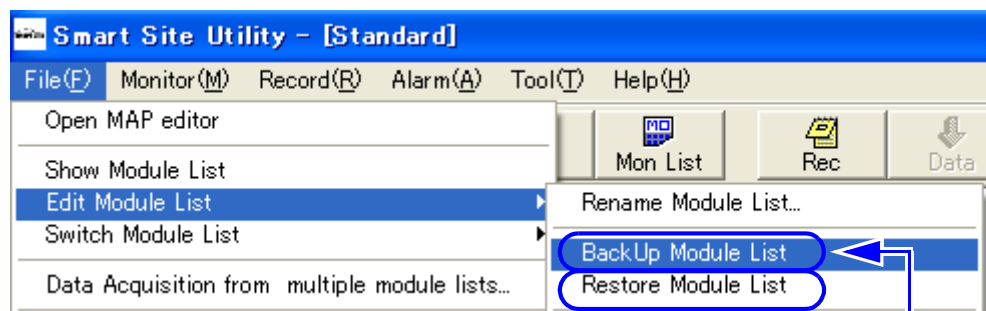 Smart Site Utility - [Standard]
File(F) Monitor(M) Record(R) Alarm(A) Tool(T) Help(H)
Open MAP editor
Mon List Rec Data
Show Module List
Edit Module List Rename Module List...
Switch Module List
BackUp Module List
Data Acquisition from multiple module lists... Restore Module List